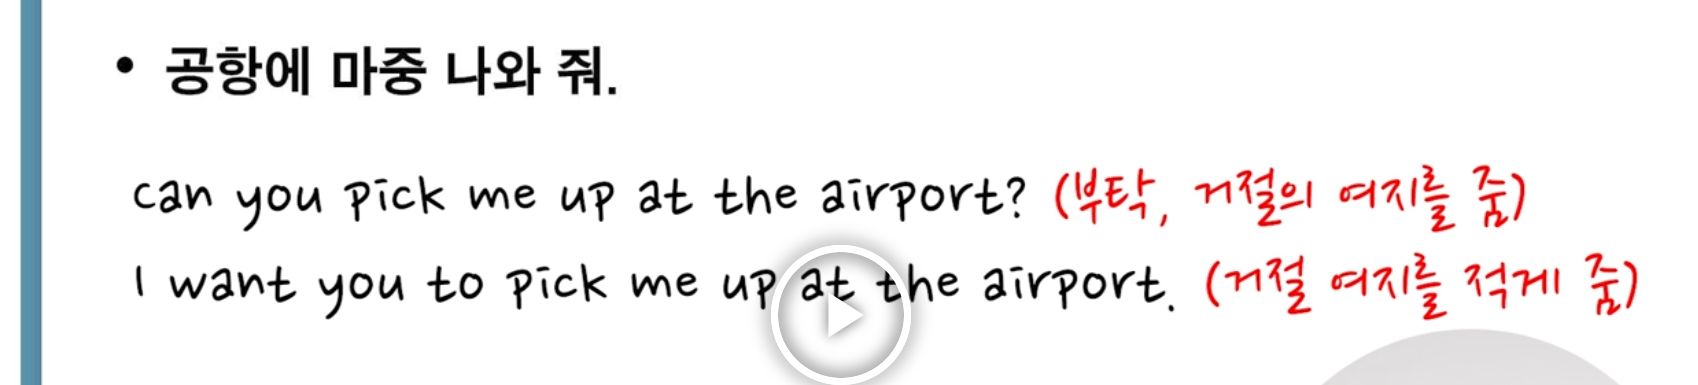 • 공항에 마중 나와 줘.
can you pick me up at the airport? (부탁, 거절의 여지를 줌)
I want you to pick me up at the airport. (거절 여지를 적게 줌)